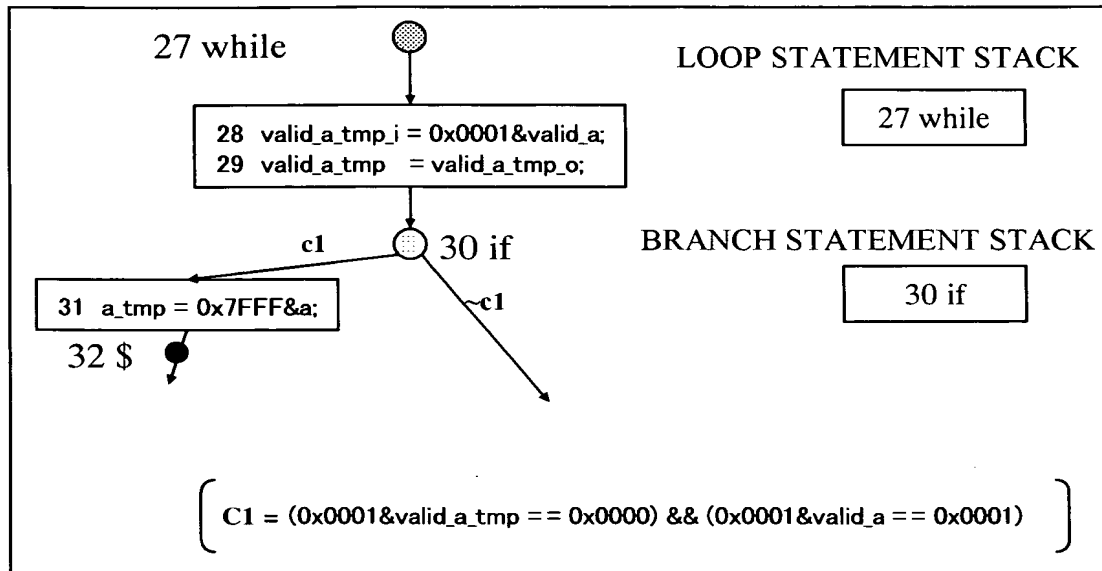 27 while
LOOP STATEMENT STACK
27 while
28 valid_a_tmp_i = 0x0001&valid_a;
29 valid_a_tmp = valid_a_tmp_o;
c1
30 if
BRANCH STATEMENT STACK
30 if
~c1
31 a_tmp = 0x7FFF&a;
32 $
C1 = (0x0001&valid_a_tmp == 0x0000) && (0x0001&valid_a == 0x0001)